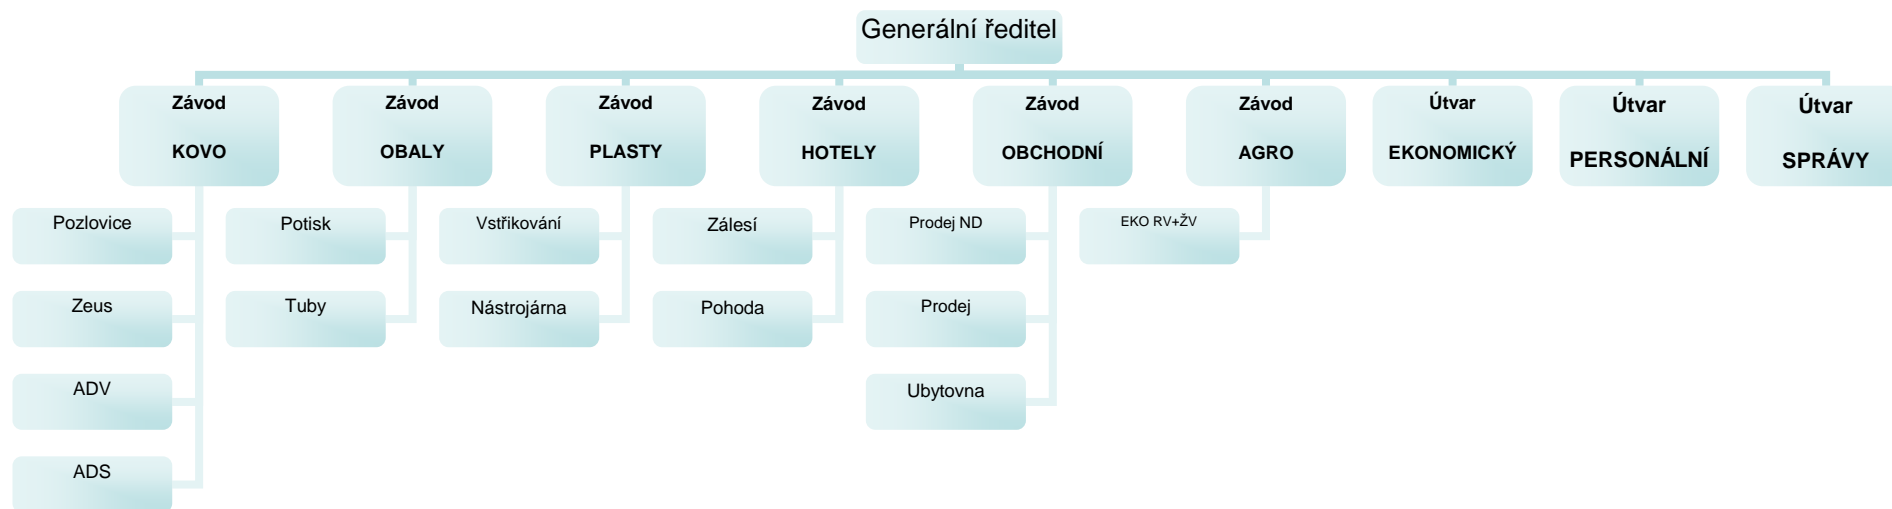 Generální ředitel
Závod
KOVO
Závod
OBALY
Závod
PLASTY
Závod
HOTELY
Závod
OBCHODNÍ
Závod
AGRO
Útvar
EKONOMICKÝ
Útvar
PERSONÁLNÍ
Útvar
SPRÁVY
Pozlovice
Potisk
Vstřikování
Zálesí
Prodej ND
EKO RV+ŽV
Zeus
Tuby
Nástrojárna
Pohoda
Prodej
ADV
Ubytovna
ADS